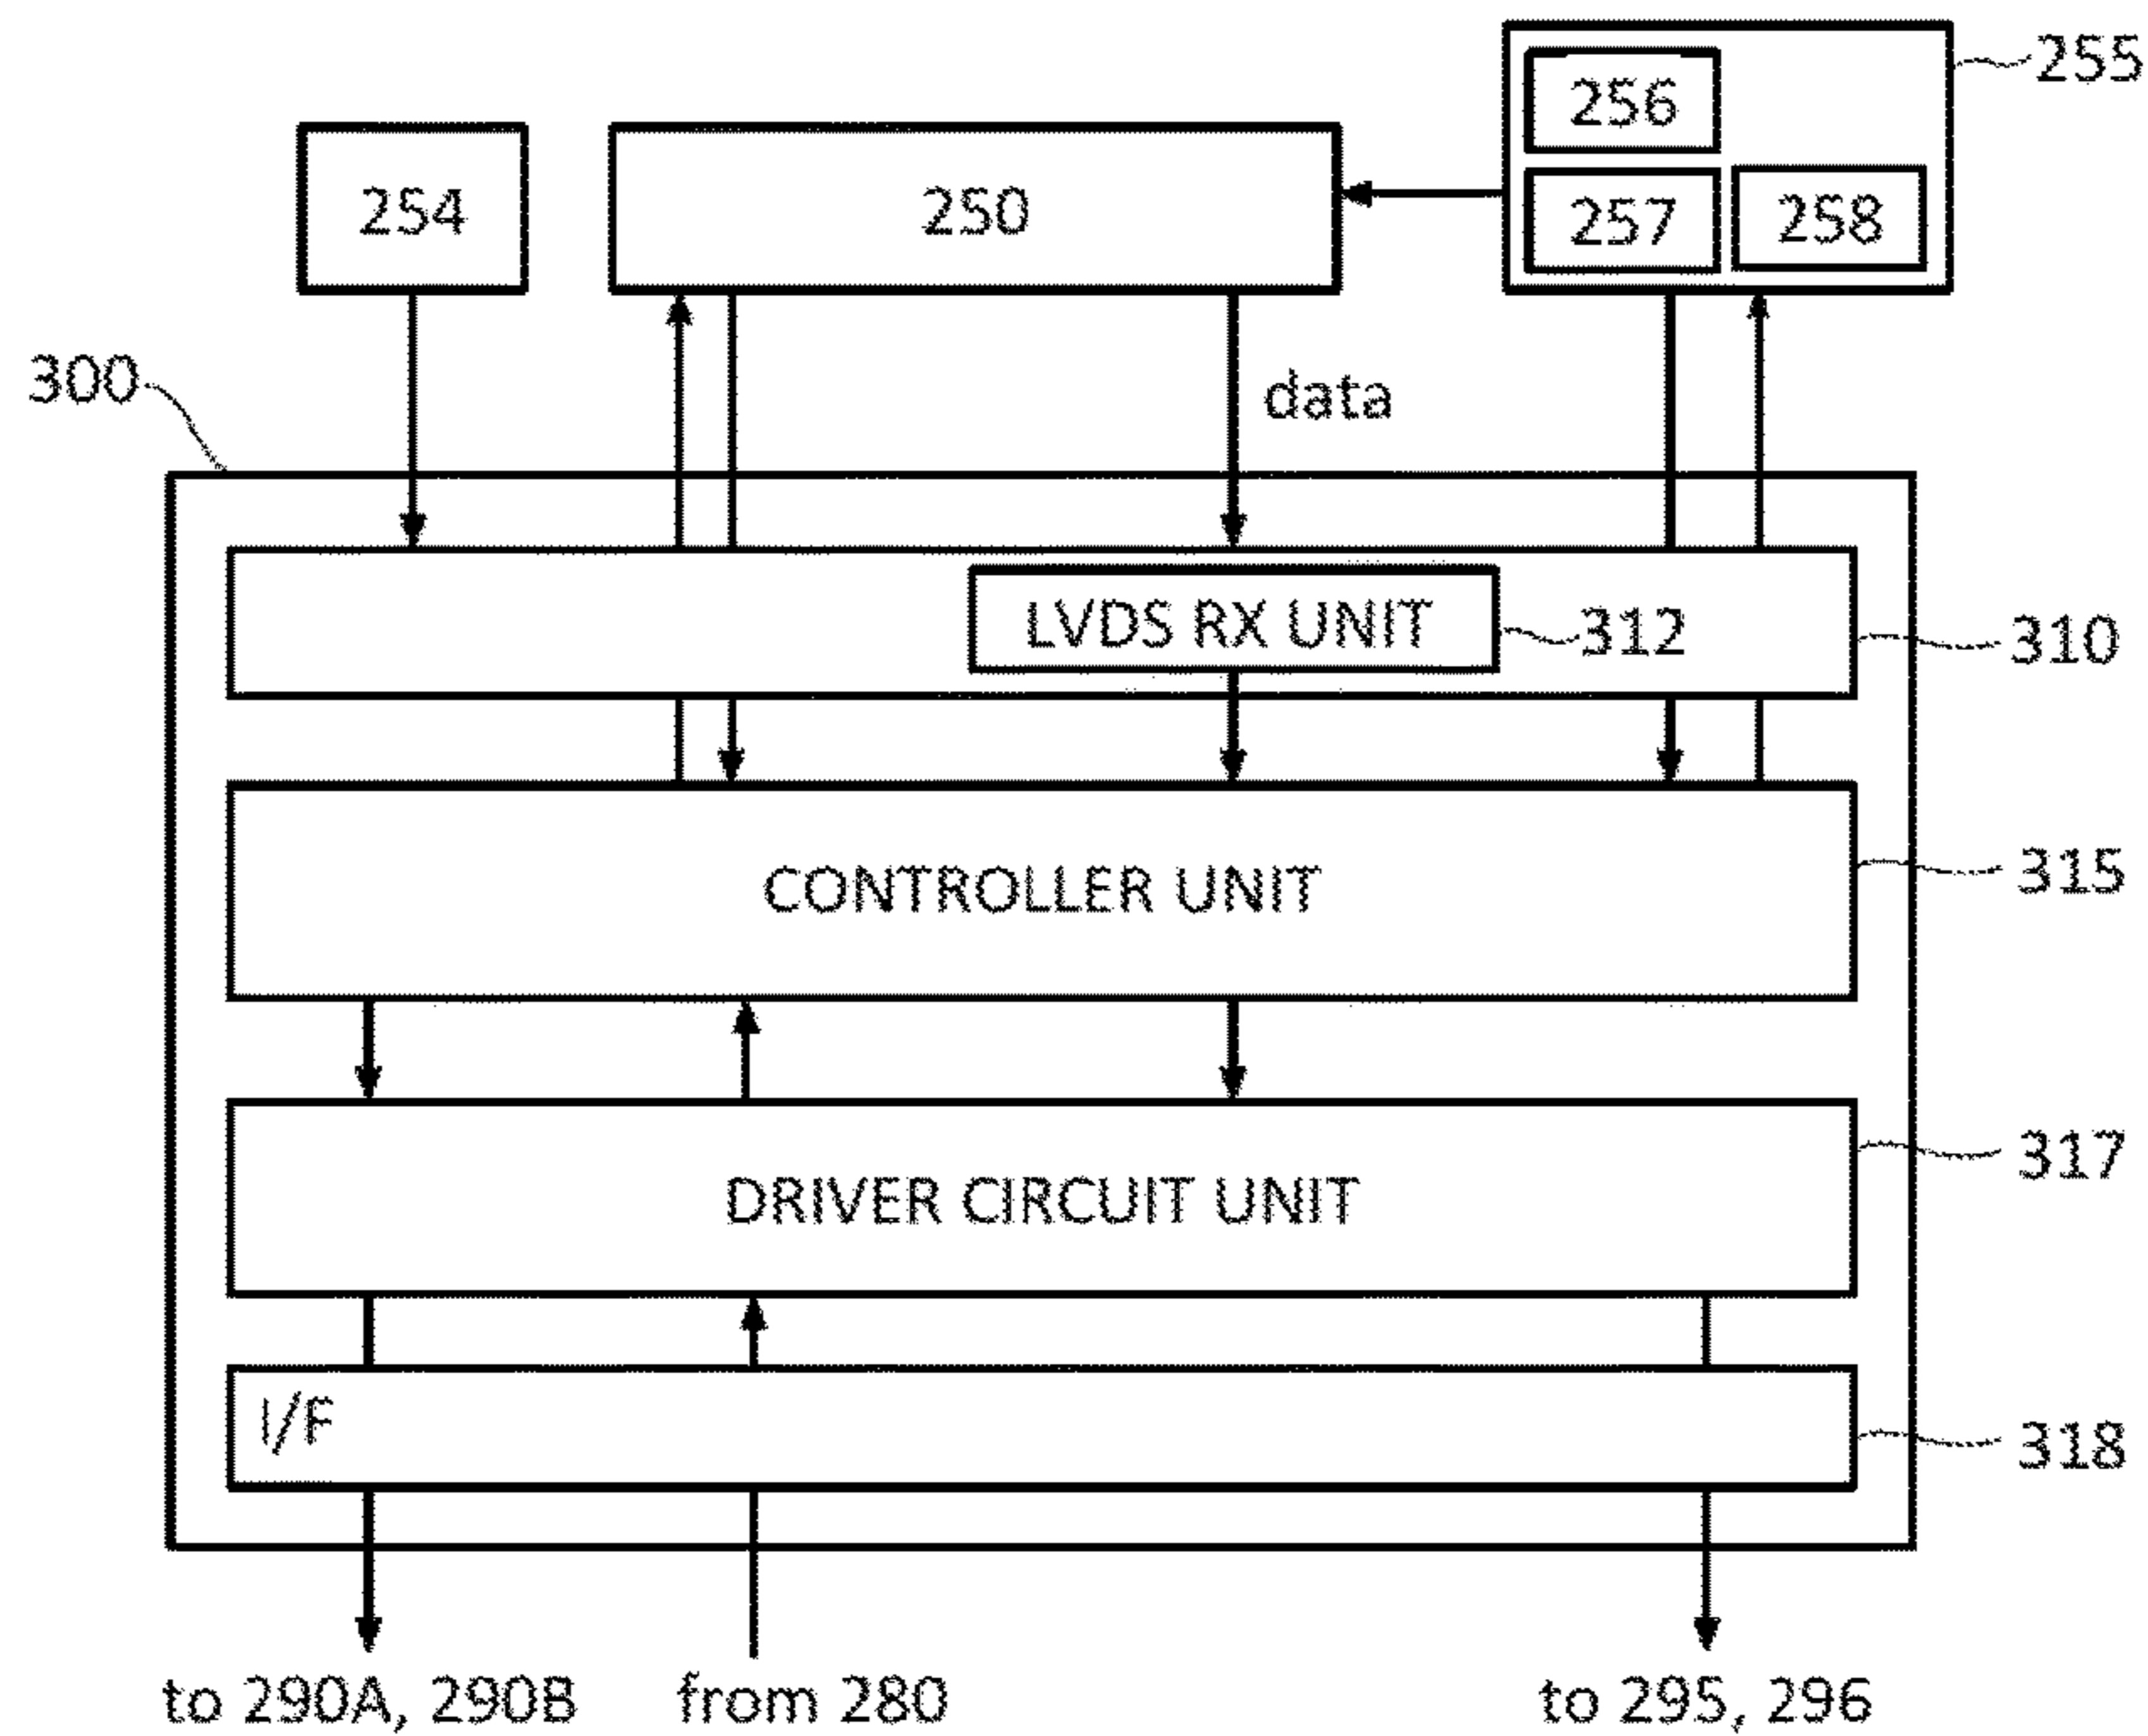 255
256
254
250
257
258
300
data
LVDS RX UNIT
312
310
CONTROLLER UNIT
315
317
DRIVER CIRCUIT UNIT
I/F
318
to 290A, 290B
from 280
to 295, 296